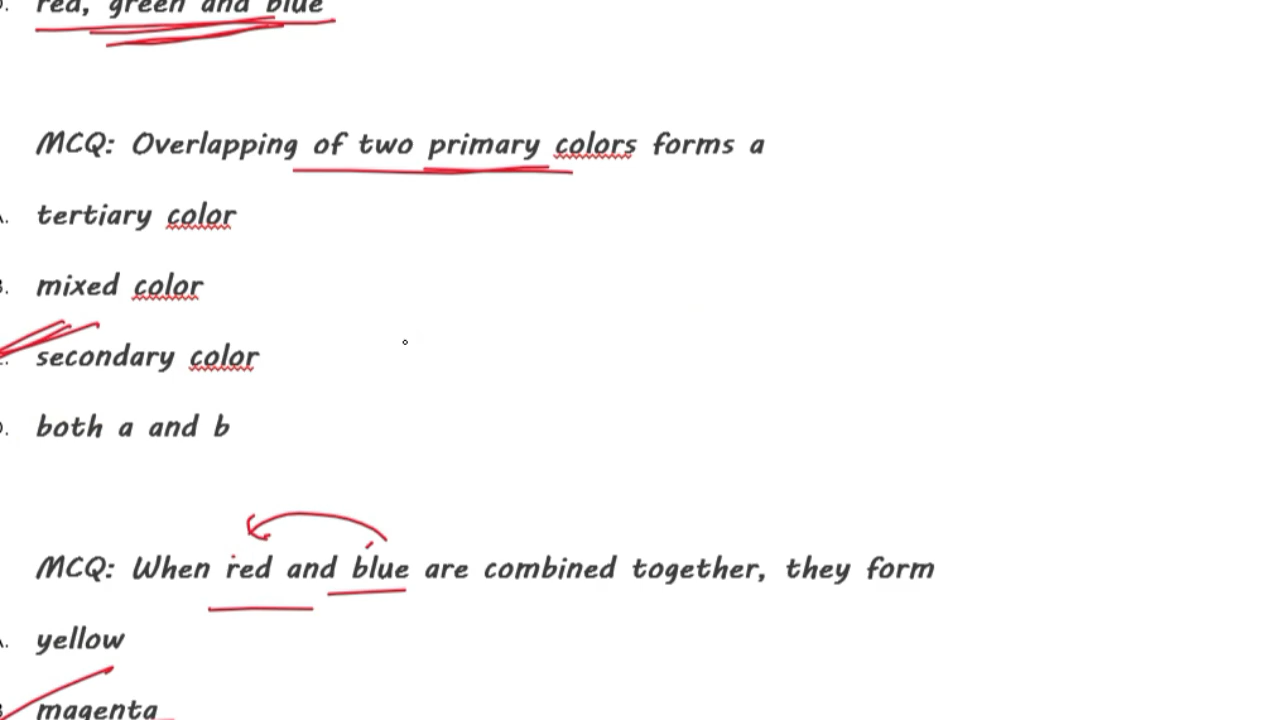 red, green and blue
MCQ: Overlapping of two primary colors forms a
tertiary color
mixed color
secondary color
D. both a and b
MCQ: When red and blue are combined together, they form
yellow
magenta